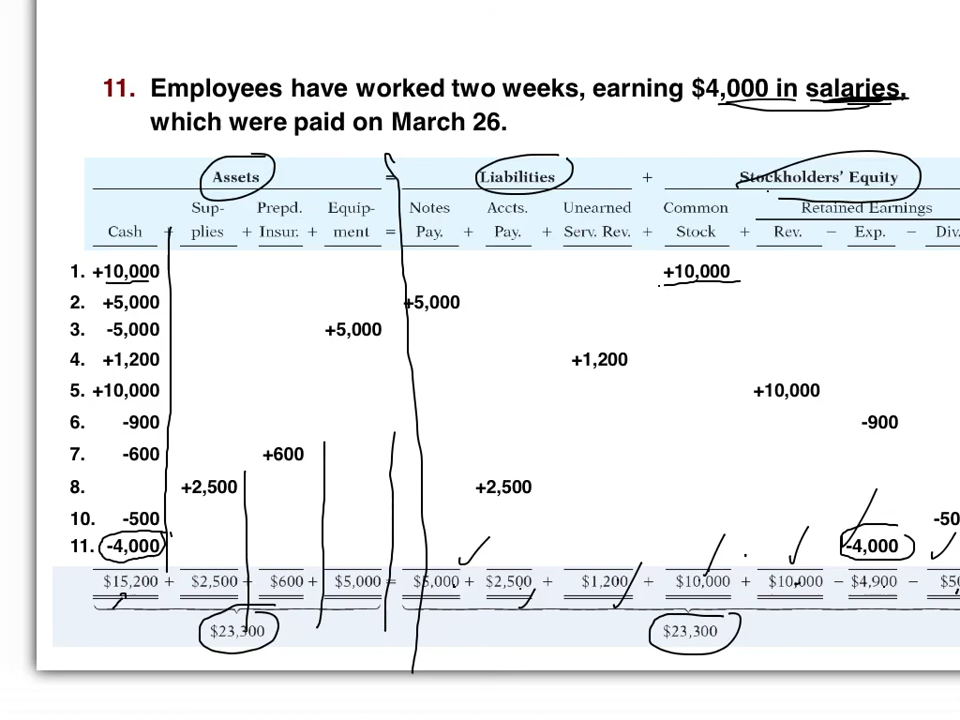 11. Employees have worked two weeks, earning $4,000 in salaries,
which were paid on March 26.
Assets = Liabilities + Stockholders' Equity
Sup- Prepd. Equip- Notes Accts. Unearned Common Retained Earnings
Cash + plies + Insur. + ment = Pay. + Pay. + Serv. Rev. + Stock + Rev. − Exp. − Div.
1. +10,000 +10,000
2. +5,000 +5,000
3. -5,000 +5,000
4. +1,200 +1,200
5. +10,000 +10,000
6. -900 -900
7. -600 +600
8. +2,500 +2,500
10. -500 -50
11. -4,000 -4,000
$15,200 + $2,500 + $600 + $5,000 = $5,000 + $2,500 + $1,200 + $10,000 + $10,000 − $4,900 − $50
$23,300 $23,300